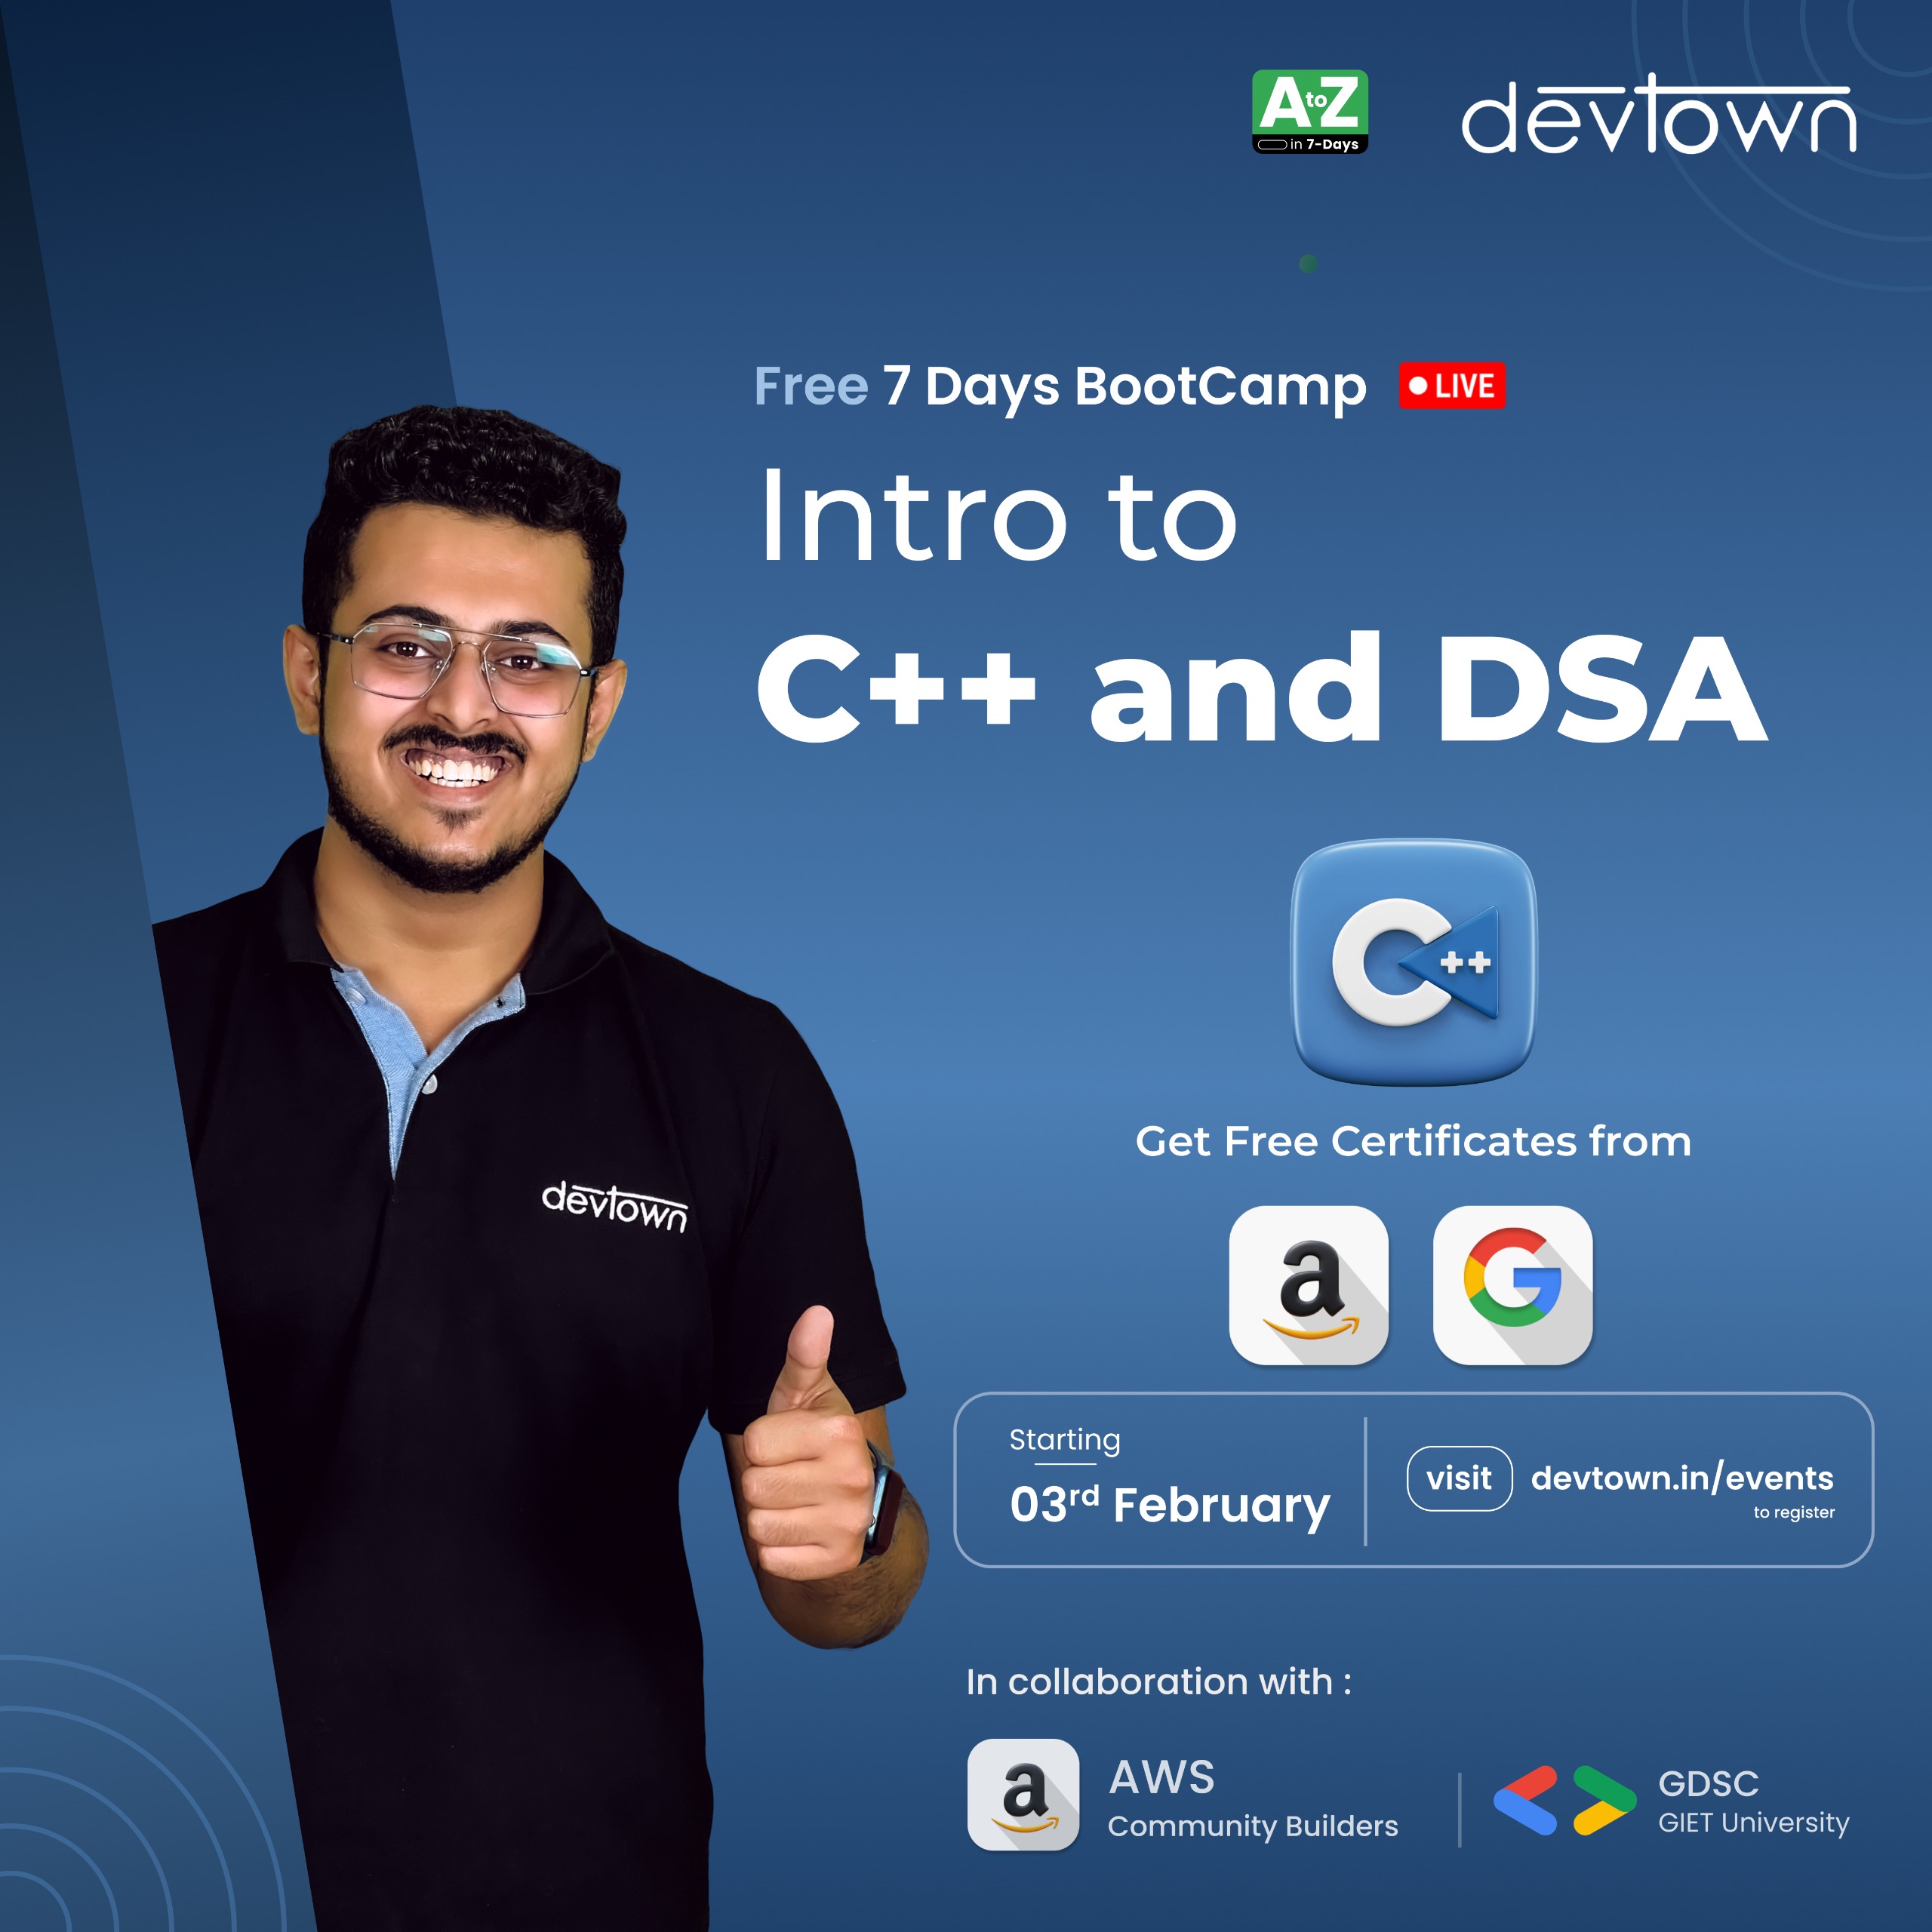 AtoZ
in 7-Days
devtown
Free 7 Days BootCamp
LIVE
Intro to
C++ and DSA
C++
Get Free Certificates from
a
G
devtown
Starting
03rd February
visit devtown.in/events
to register
In collaboration with :
a
AWS
Community Builders
GDSC
GIET University